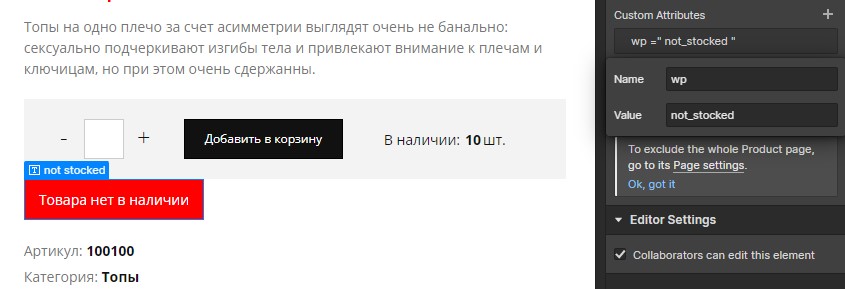 Топы на одно плечо за счет асимметрии выглядят очень не банально:
сексуально подчеркивают изгибы тела и привлекают внимание к плечам и
ключицам, но при этом очень сдержанны.
- + Добавить в корзину В наличии: 10 шт.
not stocked
Товара нет в наличии
Артикул: 100100
Категория: Топы
Custom Attributes +
wp =" not_stocked "
Name wp
Value not_stocked
To exclude the whole Product page,
go to its Page settings.
Ok, got it
Editor Settings
Collaborators can edit this element